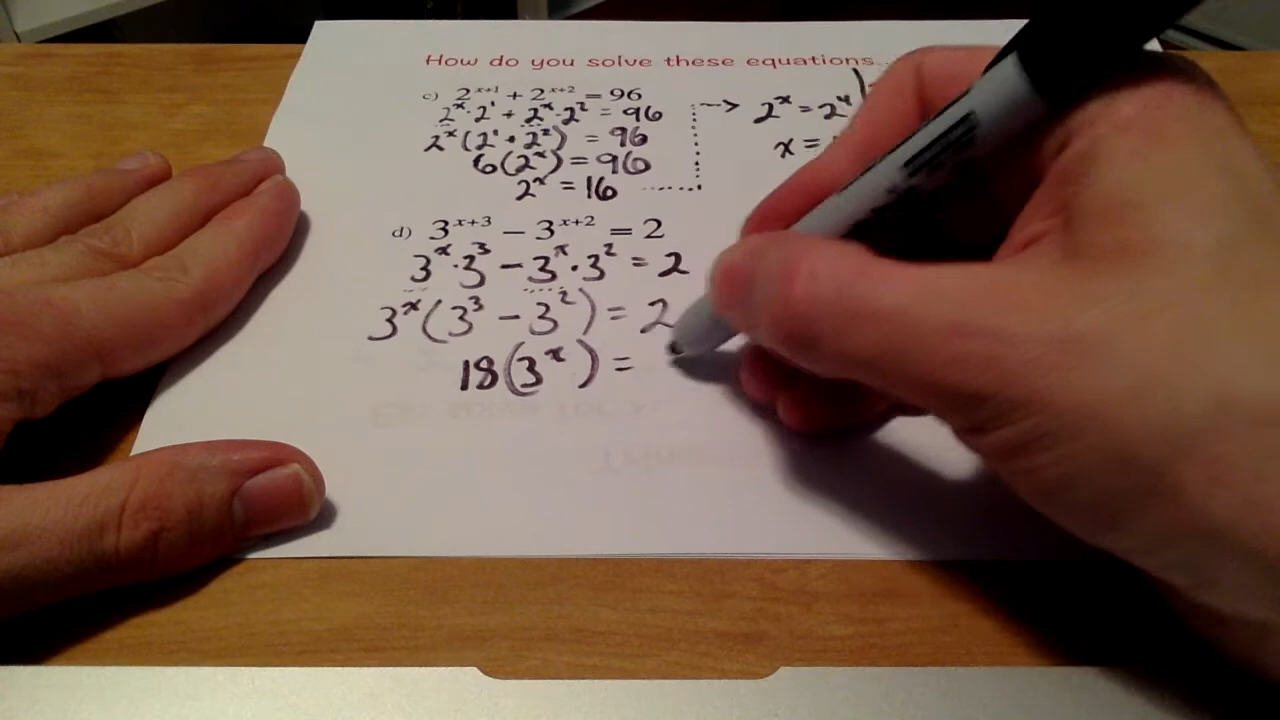 How do you solve these equations...
c) 2^{x+1} + 2^{x+2} = 96
2^x · 2^1 + 2^x · 2^2 = 96
2^x (2^1 + 2^2) = 96
6(2^x) = 96
2^x = 16
2^x = 2^4
x =
d) 3^{x+3} − 3^{x+2} = 2
3^x · 3^3 − 3^x · 3^2 = 2
3^x (3^3 − 3^2) = 2
18(3^x) =